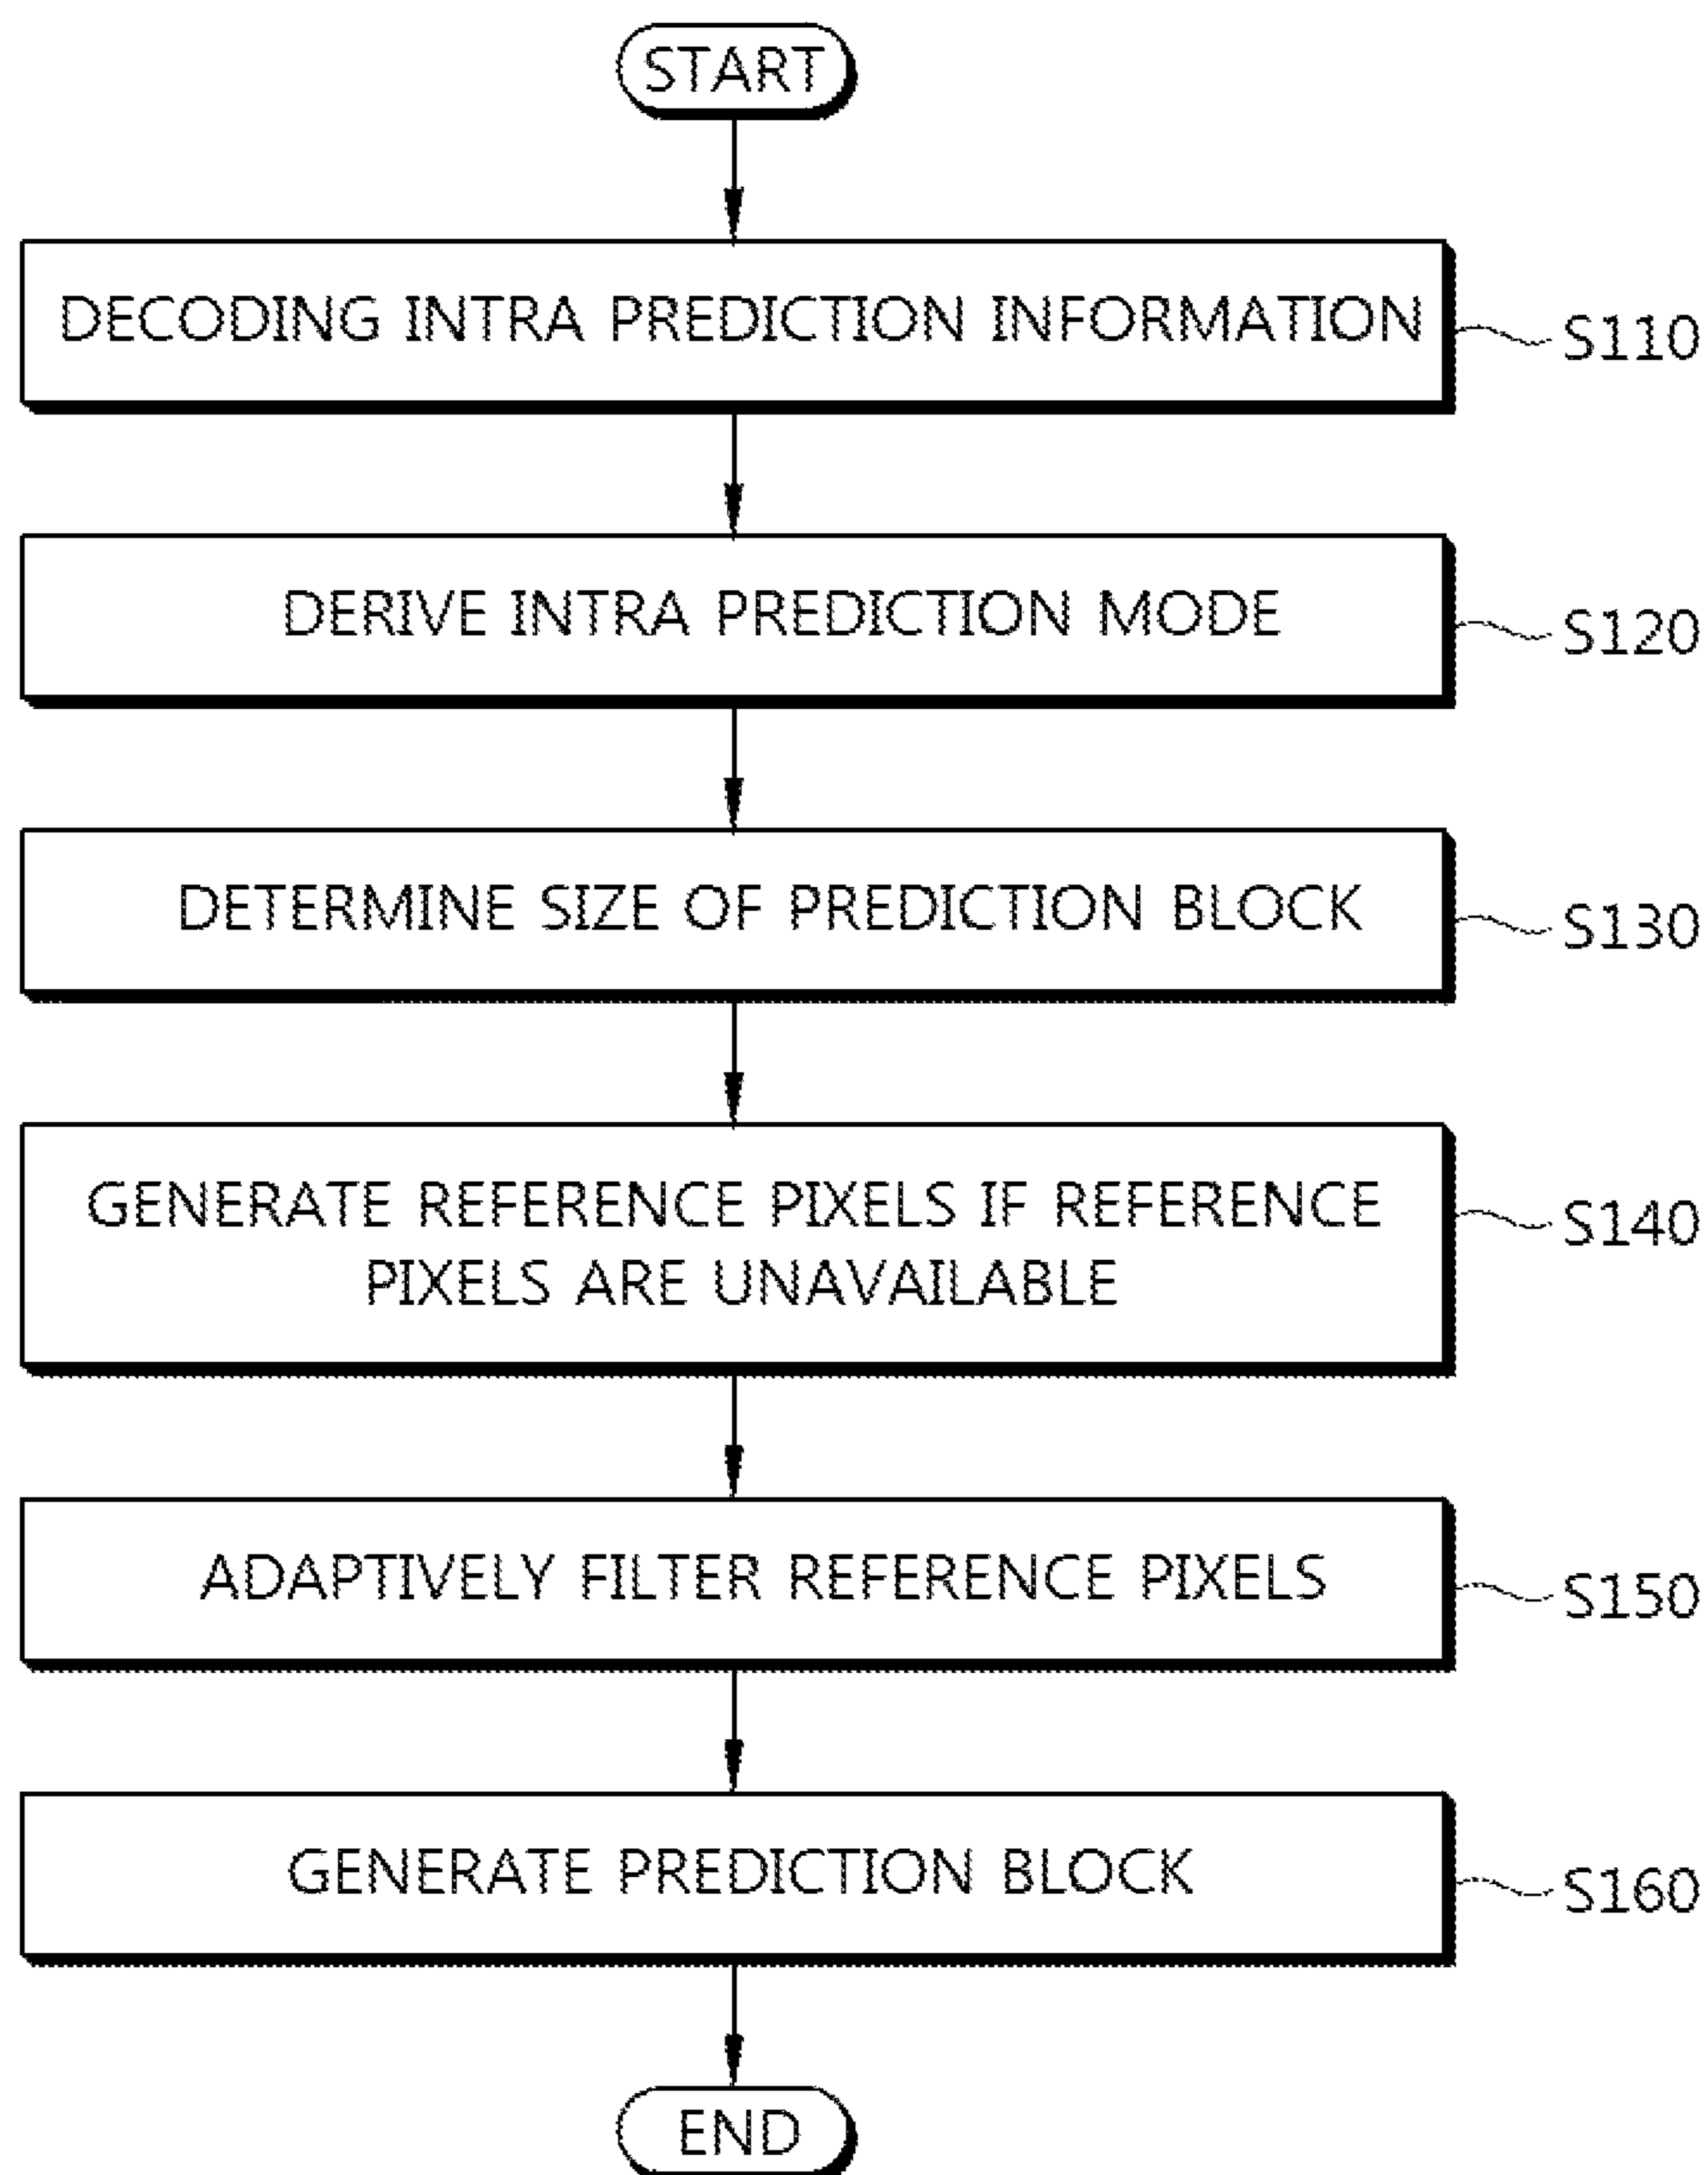 START
DECODING INTRA PREDICTION INFORMATION
S110
DERIVE INTRA PREDICTION MODE
S120
DETERMINE SIZE OF PREDICTION BLOCK
S130
GENERATE REFERENCE PIXELS IF REFERENCE
PIXELS ARE UNAVAILABLE
S140
ADAPTIVELY FILTER REFERENCE PIXELS
S150
GENERATE PREDICTION BLOCK
S160
END